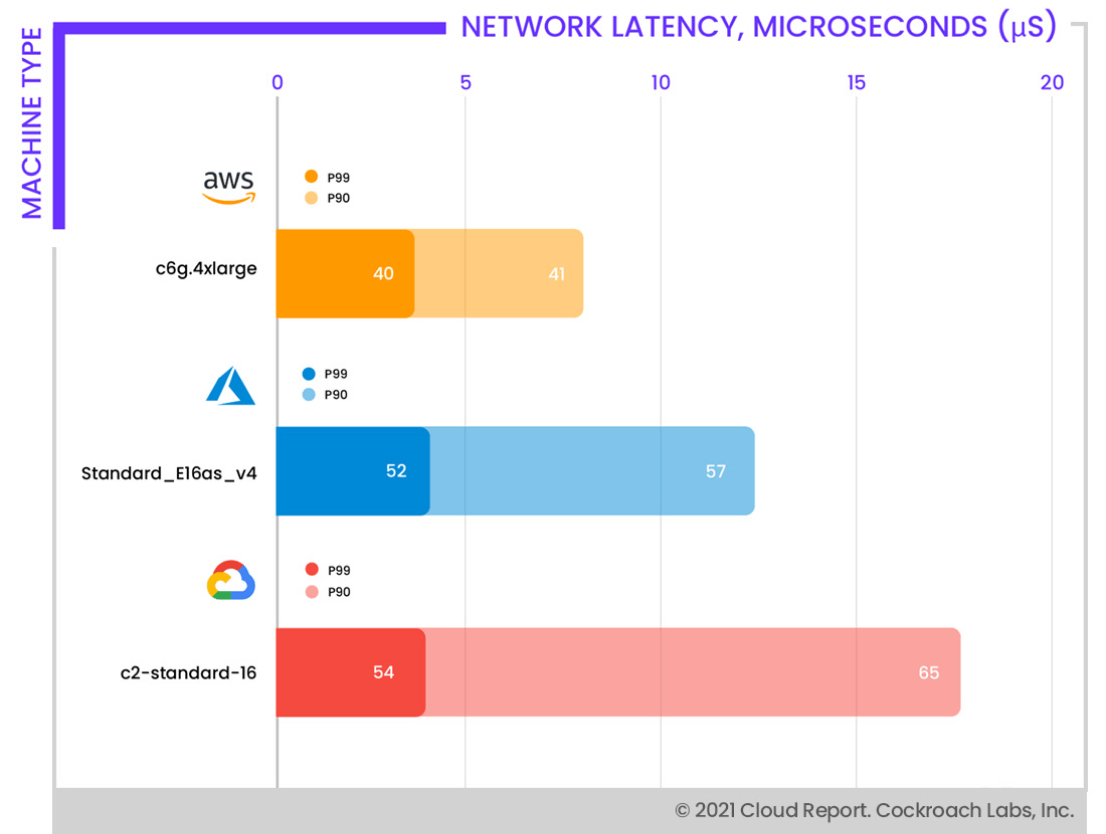 NETWORK LATENCY, MICROSECONDS (µS)
MACHINE TYPE
0 5 10 15 20
aws
P99
P90
c6g.4xlarge
40 41
P99
P90
Standard_E16as_v4
52 57
P99
P90
c2-standard-16
54 65
© 2021 Cloud Report. Cockroach Labs, Inc.